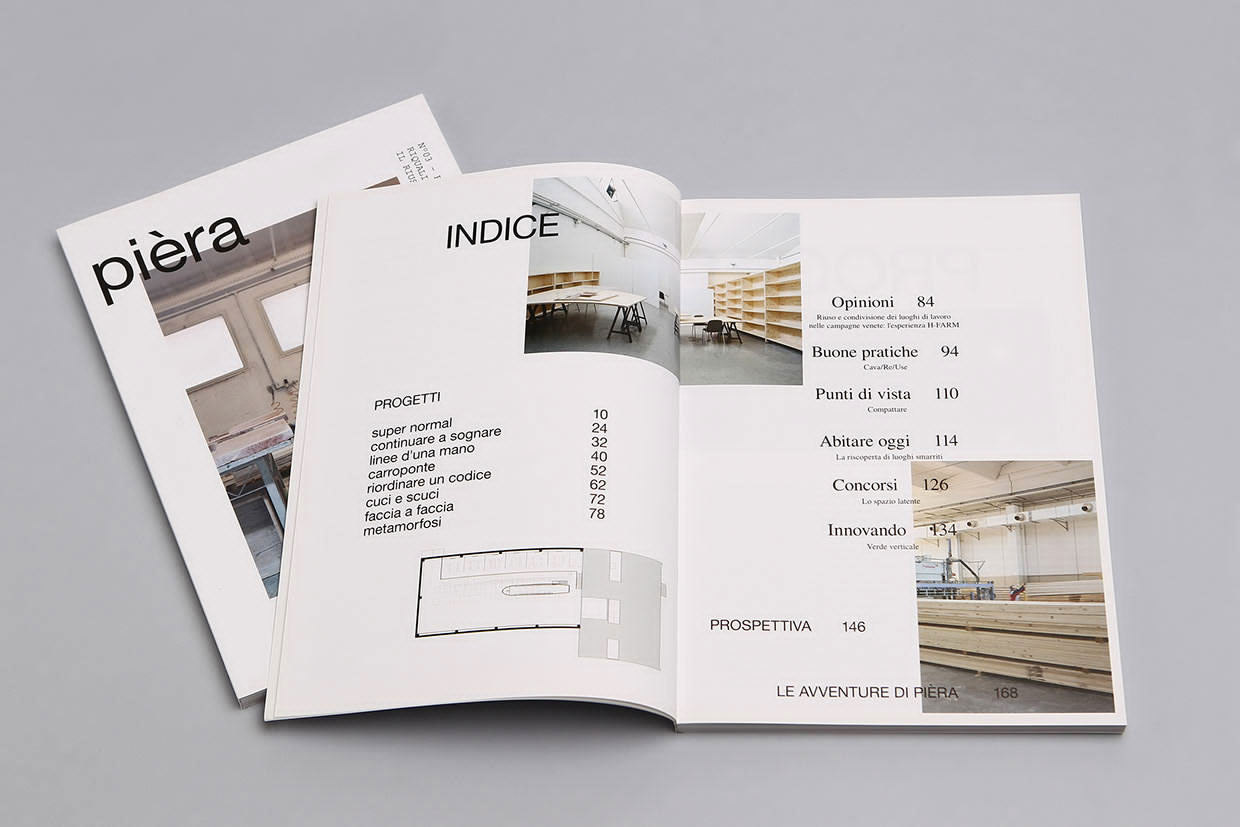 pièra
N°03 –
RIQUALI
IL RIUS
INDICE
PROGETTI
super normal 10
continuare a sognare 24
linee d'una mano 32
carroponte 40
riordinare un codice 52
cuci e scuci 62
faccia a faccia 72
metamorfosi 78
Opinioni 84
Riuso e condivisione dei luoghi di lavoro
nelle campagne venete: l'esperienza H-FARM
Buone pratiche 94
Cava/Re/Use
Punti di vista 110
Compattare
Abitare oggi 114
La riscoperta di luoghi smarriti
Concorsi 126
Lo spazio latente
Innovando 134
Verde verticale
PROSPETTIVA 146
LE AVVENTURE DI PIÈRA 168